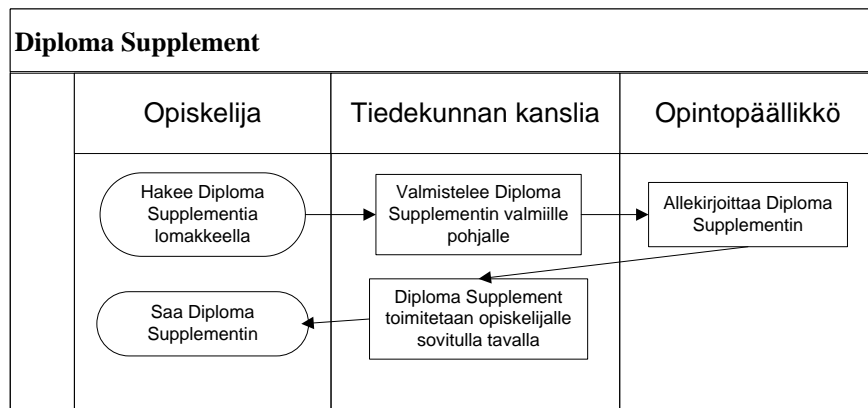 Diploma Supplement
Opiskelija
Tiedekunnan kanslia
Opintopäällikkö
Hakee Diploma
Supplementia
lomakkeella
Valmistelee Diploma
Supplementin valmiille
pohjalle
Allekirjoittaa Diploma
Supplementin
Saa Diploma
Supplementin
Diploma Supplement
toimitetaan opiskelijalle
sovitulla tavalla